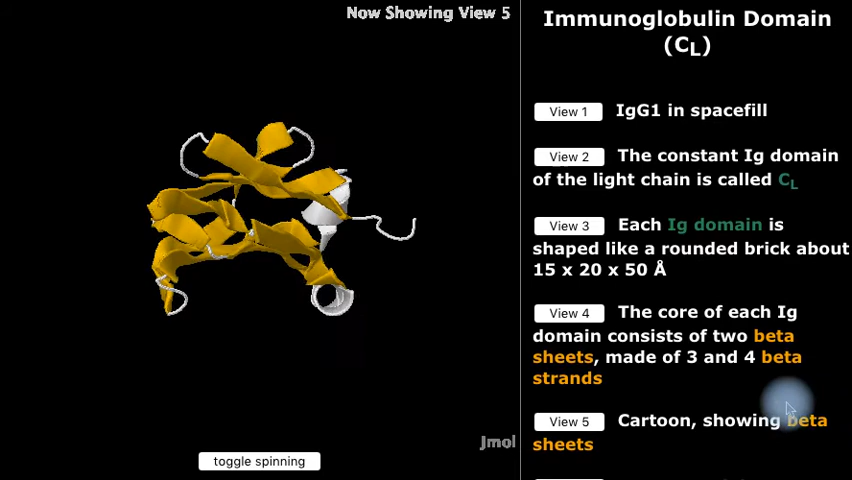 Now Showing View 5
Jmol
toggle spinning
Immunoglobulin Domain
(CL)
View 1 IgG1 in spacefill
View 2 The constant Ig domain
of the light chain is called CL
View 3 Each Ig domain is
shaped like a rounded brick about
15 x 20 x 50 Å
View 4 The core of each Ig
domain consists of two beta
sheets, made of 3 and 4 beta
strands
View 5 Cartoon, showing beta
sheets